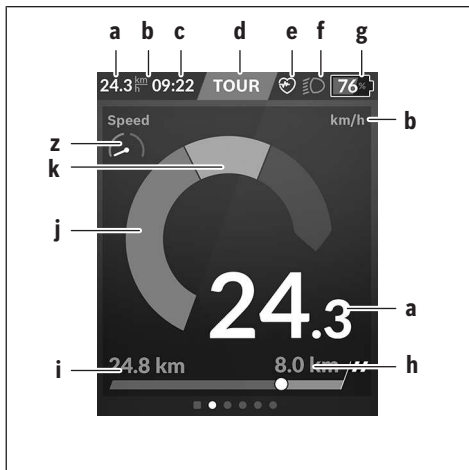 a b c d e f g
24.3 km/h 09:22 TOUR 76%
Speed km/h b
z
k
j
24.3 a
i 24.8 km 8.0 km h